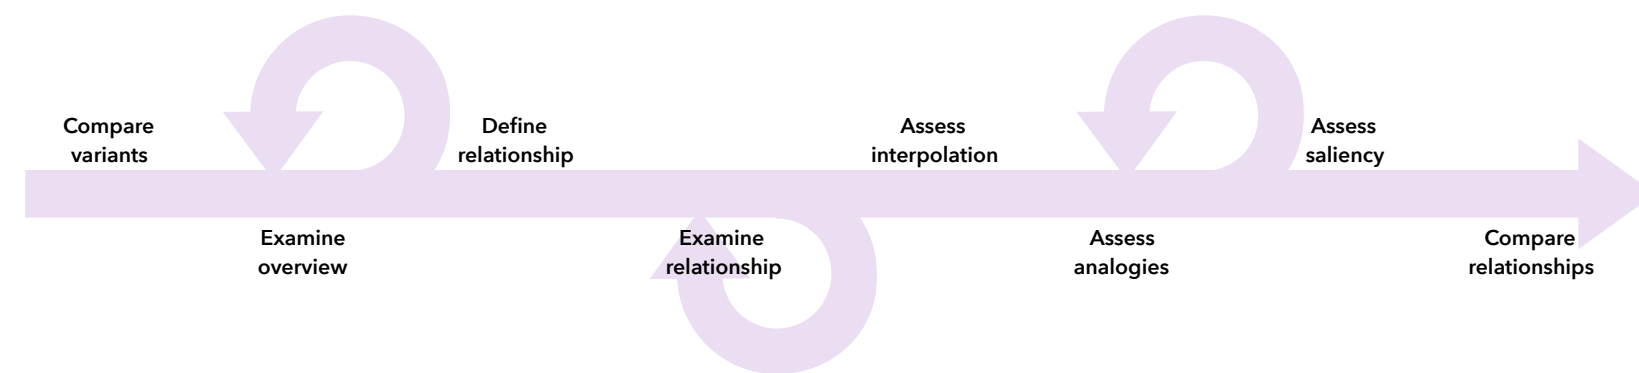 Compare
variants
Examine
overview
Define
relationship
Examine
relationship
Assess
interpolation
Assess
analogies
Assess
saliency
Compare
relationships